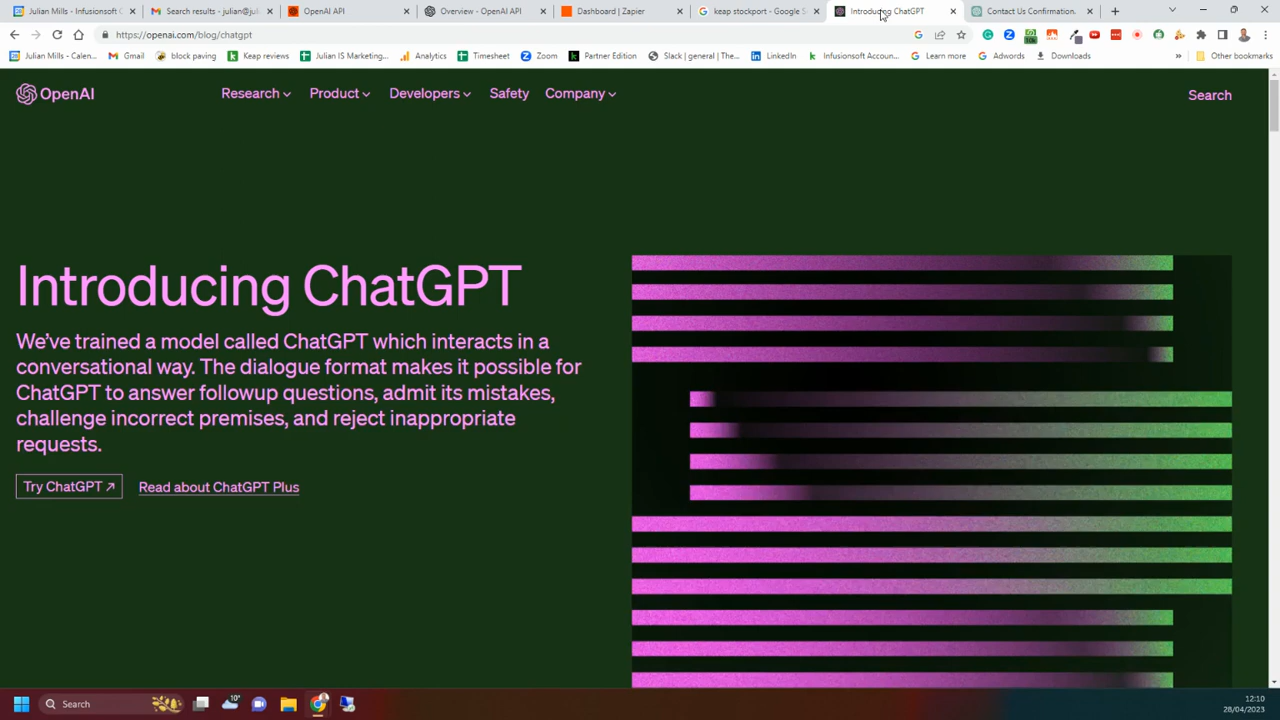 Julian Mills - Infusionsoft C
Search results - julian@jul
OpenAI API
Overview - OpenAI API
Dashboard | Zapier
keap stockport - Google Se
Introducing ChatGPT
Contact Us Confirmation.
https://openai.com/blog/chatgpt
Julian Mills - Calen...
Gmail
block paving
Keap reviews
Julian IS Marketing...
Analytics
Timesheet
Zoom
Partner Edition
Slack | general | The...
LinkedIn
Infusionsoft Accoun...
Learn more
Adwords
Downloads
»
Other bookmarks
OpenAI
Research
Product
Developers
Safety
Company
Search
Introducing ChatGPT
We've trained a model called ChatGPT which interacts in a
conversational way. The dialogue format makes it possible for
ChatGPT to answer followup questions, admit its mistakes,
challenge incorrect premises, and reject inappropriate
requests.
Try ChatGPT ↗
Read about ChatGPT Plus
Search
10°
12:10
28/04/2023